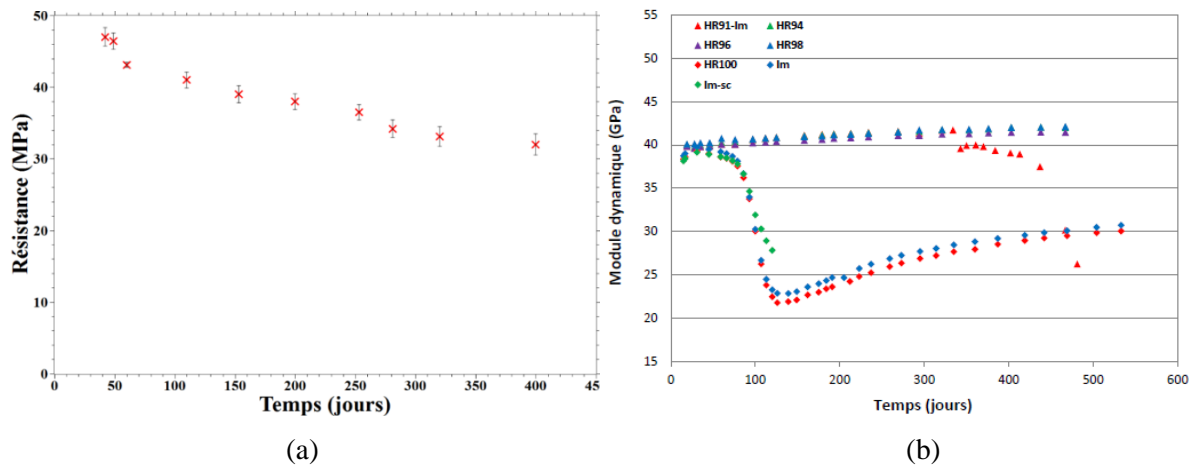 50
40
30
20
10
0
Résistance (MPa)
0 50 100 150 200 250 300 350 400 45
Temps (jours)
(a)
55
50
45
40
35
30
25
20
15
Module dynamique (GPa)
HR91-Im HR94
HR96 HR98
HR100 Im
Im-sc
0 100 200 300 400 500 600
Temps (jours)
(b)